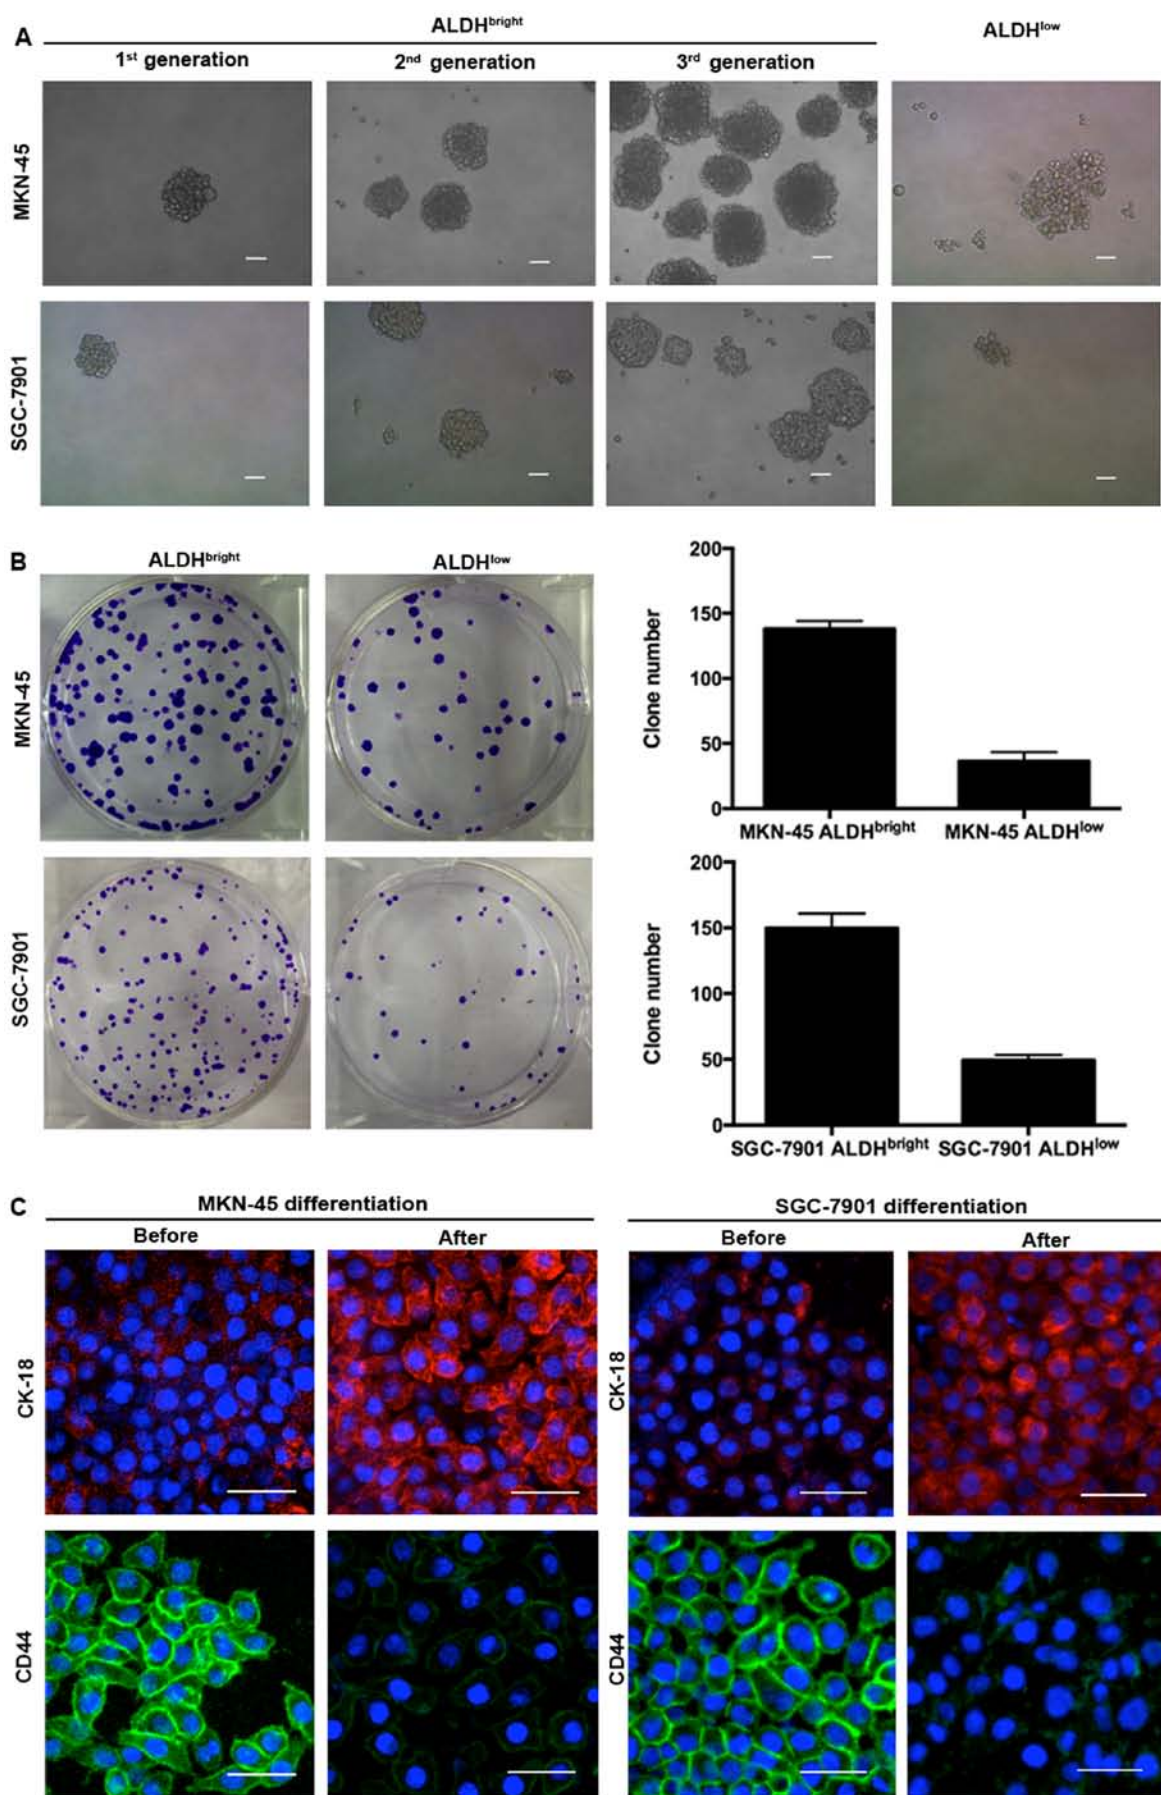 A
ALDHbright
ALDHlow
1st generation
2nd generation
3rd generation
MKN-45
SGC-7901
B
ALDHbright
ALDHlow
MKN-45
SGC-7901
200
150
100
50
0
Clone number
MKN-45 ALDHbright
MKN-45 ALDHlow
200
150
100
50
0
Clone number
SGC-7901 ALDHbright
SGC-7901 ALDHlow
C
MKN-45 differentiation
SGC-7901 differentiation
Before
After
Before
After
CK-18
CK-18
CD44
CD44